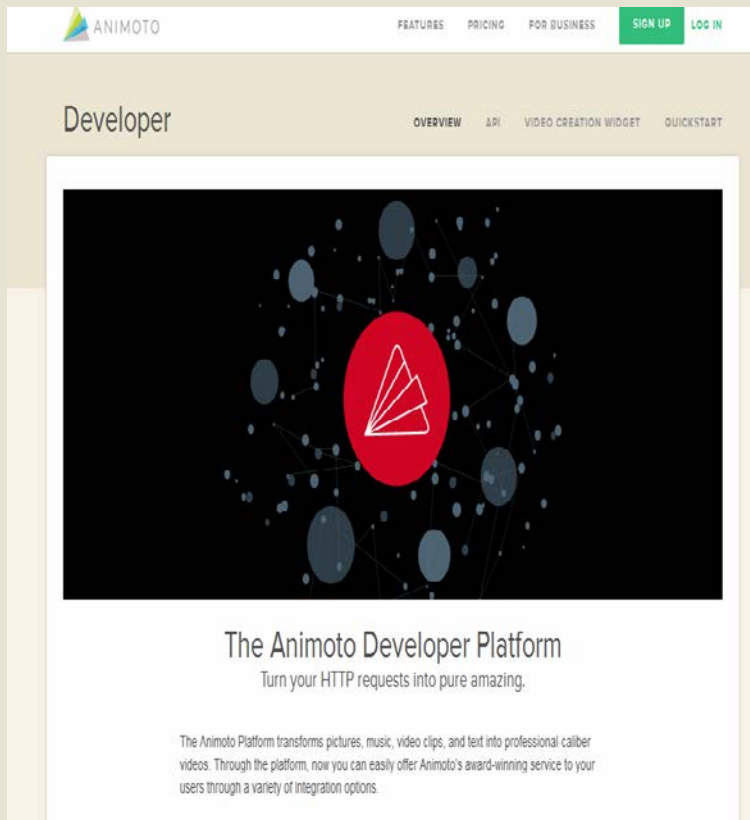 ANIMOTO
FEATURES PRICING FOR BUSINESS SIGN UP LOG IN
Developer
OVERVIEW API VIDEO CREATION WIDGET QUICKSTART
The Animoto Developer Platform
Turn your HTTP requests into pure amazing.
The Animoto Platform transforms pictures, music, video clips, and text into professional caliber
videos. Through the platform, now you can easily offer Animoto's award-winning service to your
users through a variety of integration options.